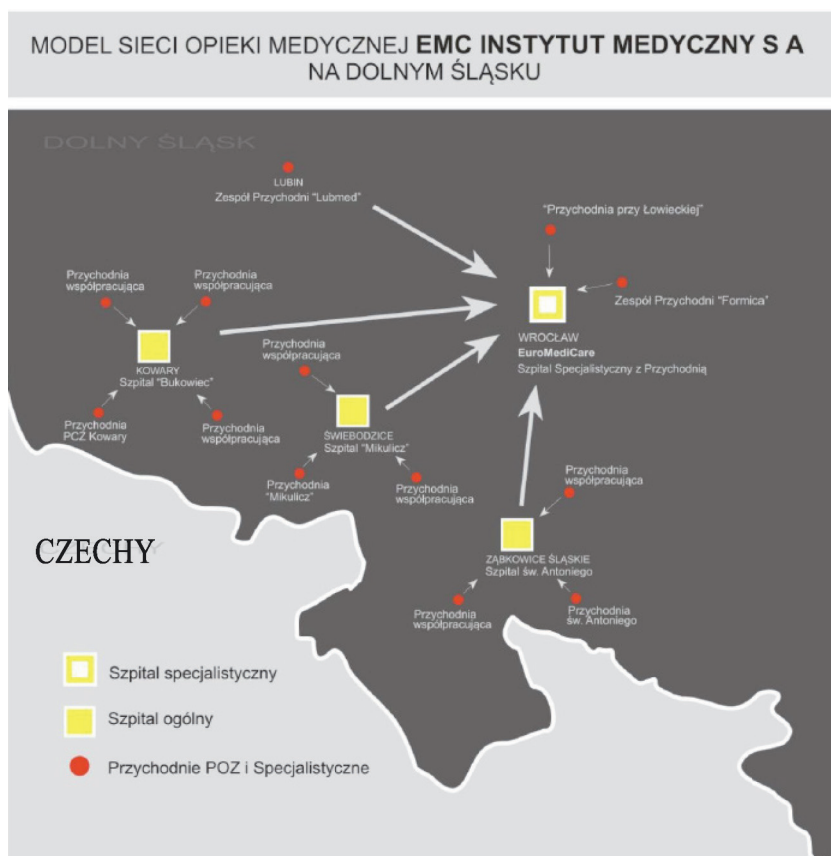 MODEL SIECI OPIEKI MEDYCZNEJ EMC INSTYTUT MEDYCZNY S A
NA DOLNYM ŚLĄSKU
DOLNY ŚLĄSK
LUBIN
Zespół Przychodni "Lubmed"
"Przychodnia przy Łowieckiej"
Zespół Przychodni "Formica"
WROCŁAW
EuroMediCare
Szpital Specjalistyczny z Przychodnią
Przychodnia
współpracująca
Przychodnia
współpracująca
KOWARY
Szpital "Bukowiec"
Przychodnia
PCZ Kowary
Przychodnia
współpracująca
Przychodnia
współpracująca
ŚWIEBODZICE
Szpital "Mikulicz"
Przychodnia
"Mikulicz"
Przychodnia
współpracująca
Przychodnia
współpracująca
ZĄBKOWICE ŚLĄSKIE
Szpital św. Antoniego
Przychodnia
współpracująca
Przychodnia
św. Antoniego
CZECHY
Szpital specjalistyczny
Szpital ogólny
Przychodnie POZ i Specjalistyczne